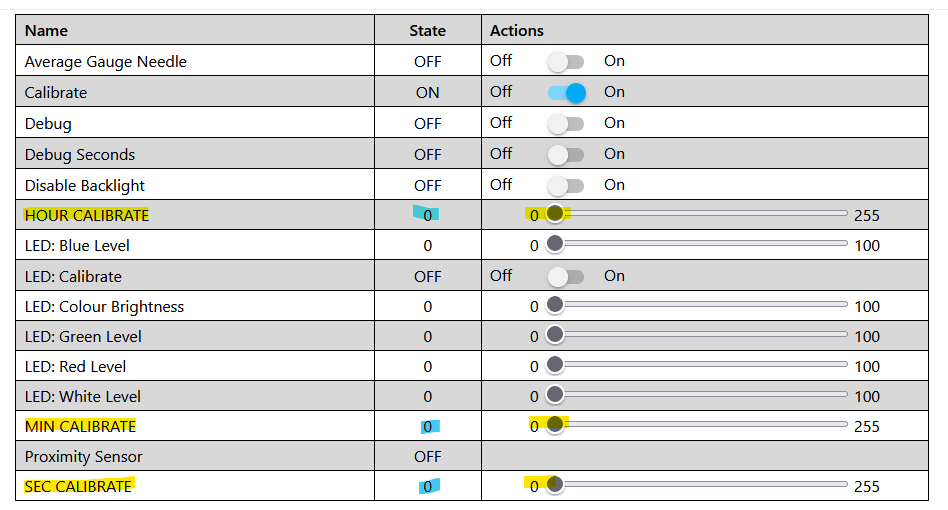 Name State Actions
Average Gauge Needle OFF Off On
Calibrate ON Off On
Debug OFF Off On
Debug Seconds OFF Off On
Disable Backlight OFF Off On
HOUR CALIBRATE 0 0 255
LED: Blue Level 0 0 100
LED: Calibrate OFF Off On
LED: Colour Brightness 0 0 100
LED: Green Level 0 0 100
LED: Red Level 0 0 100
LED: White Level 0 0 100
MIN CALIBRATE 0 0 255
Proximity Sensor OFF
SEC CALIBRATE 0 0 255